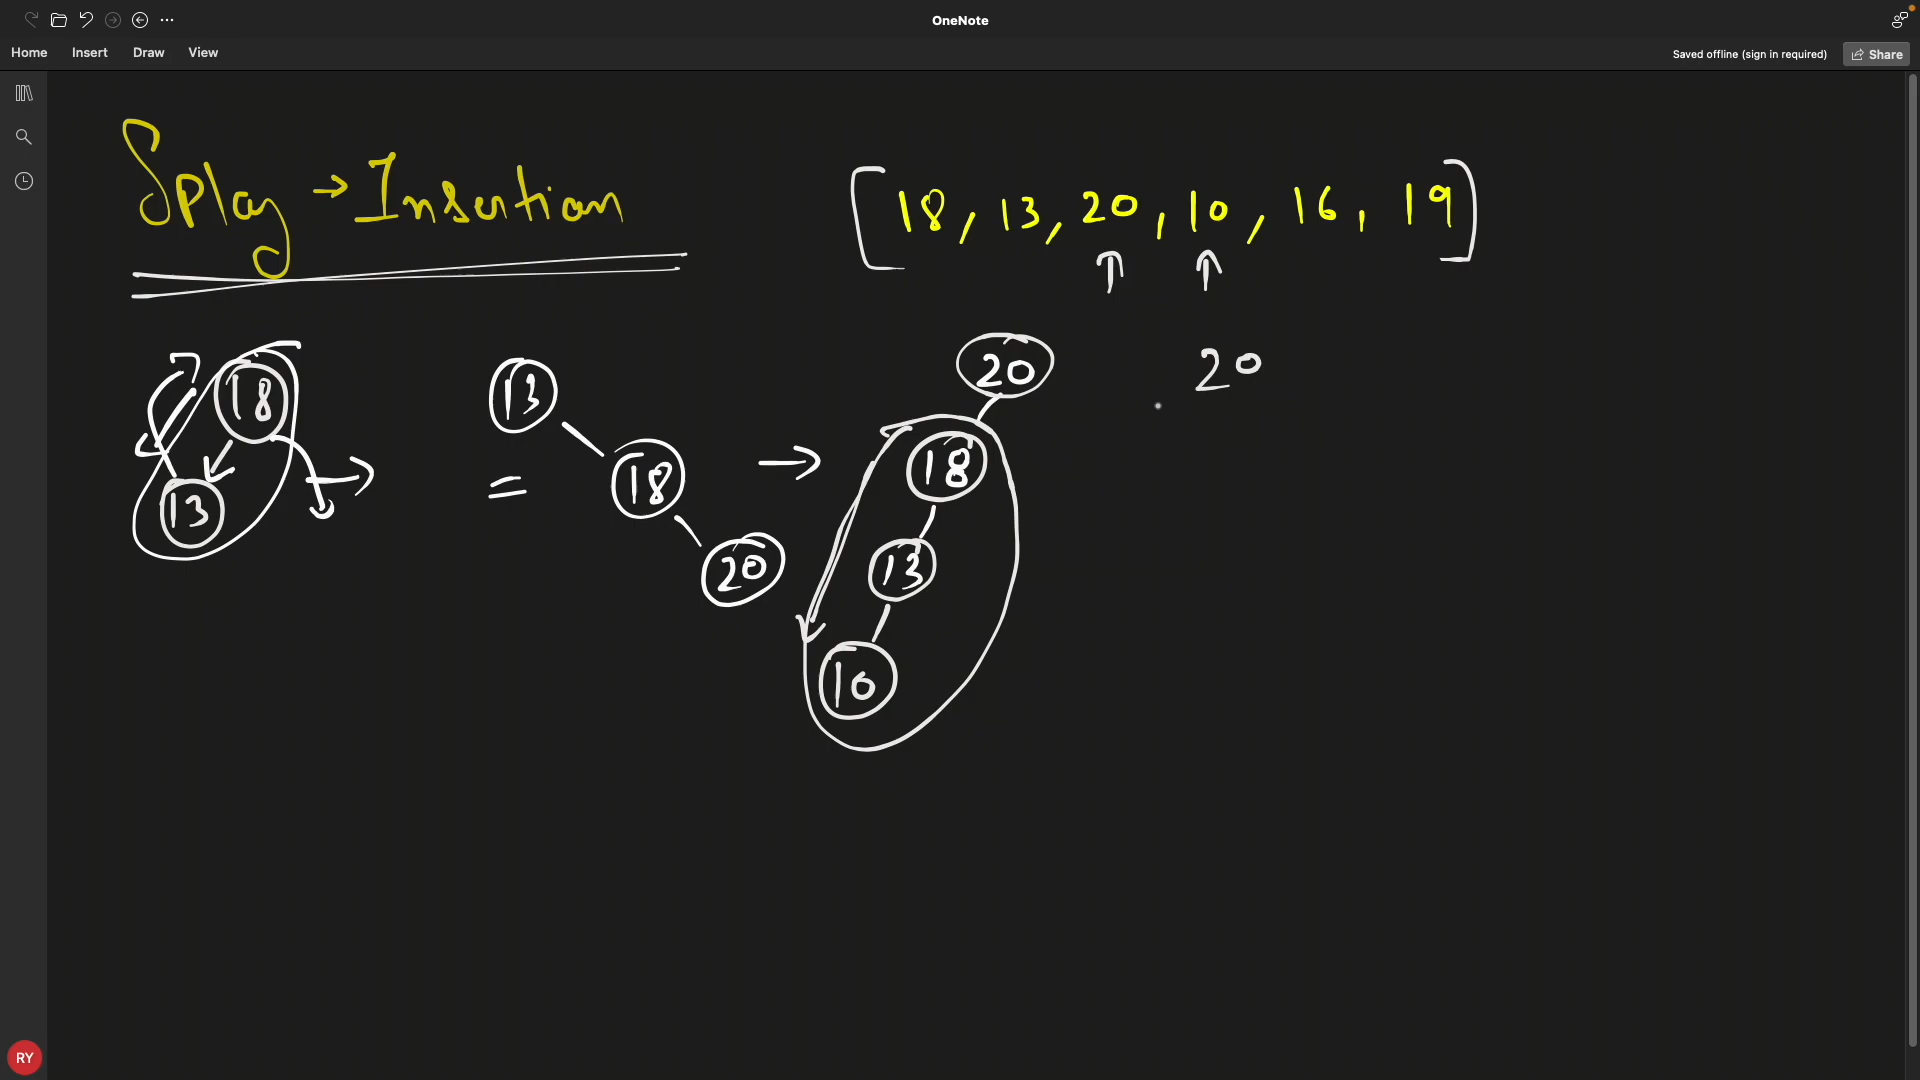 OneNote
Home Insert Draw View
Saved offline (sign in required) Share
Splay → Insertion
[18, 13, 20, 10, 16, 19]
↑ ↑
18
13
=
13
18
20
→
20
18
13
10
20
RY